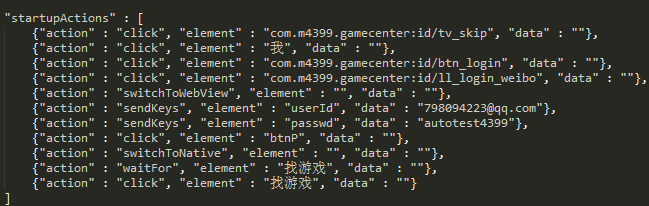 "startupActions" : [
{"action" : "click", "element" : "com.m4399.gamecenter:id/tv_skip", "data" : ""},
{"action" : "click", "element" : "我", "data" : ""},
{"action" : "click", "element" : "com.m4399.gamecenter:id/btn_login", "data" : ""},
{"action" : "click", "element" : "com.m4399.gamecenter:id/ll_login_weibo", "data" : ""},
{"action" : "switchToWebView", "element" : "", "data" : ""},
{"action" : "sendKeys", "element" : "userId", "data" : "798094223@qq.com"},
{"action" : "sendKeys", "element" : "passwd", "data" : "autotest4399"},
{"action" : "click", "element" : "btnP", "data" : ""},
{"action" : "switchToNative", "element" : "", "data" : ""},
{"action" : "waitFor", "element" : "找游戏", "data" : ""},
{"action" : "click", "element" : "找游戏", "data" : ""}
]